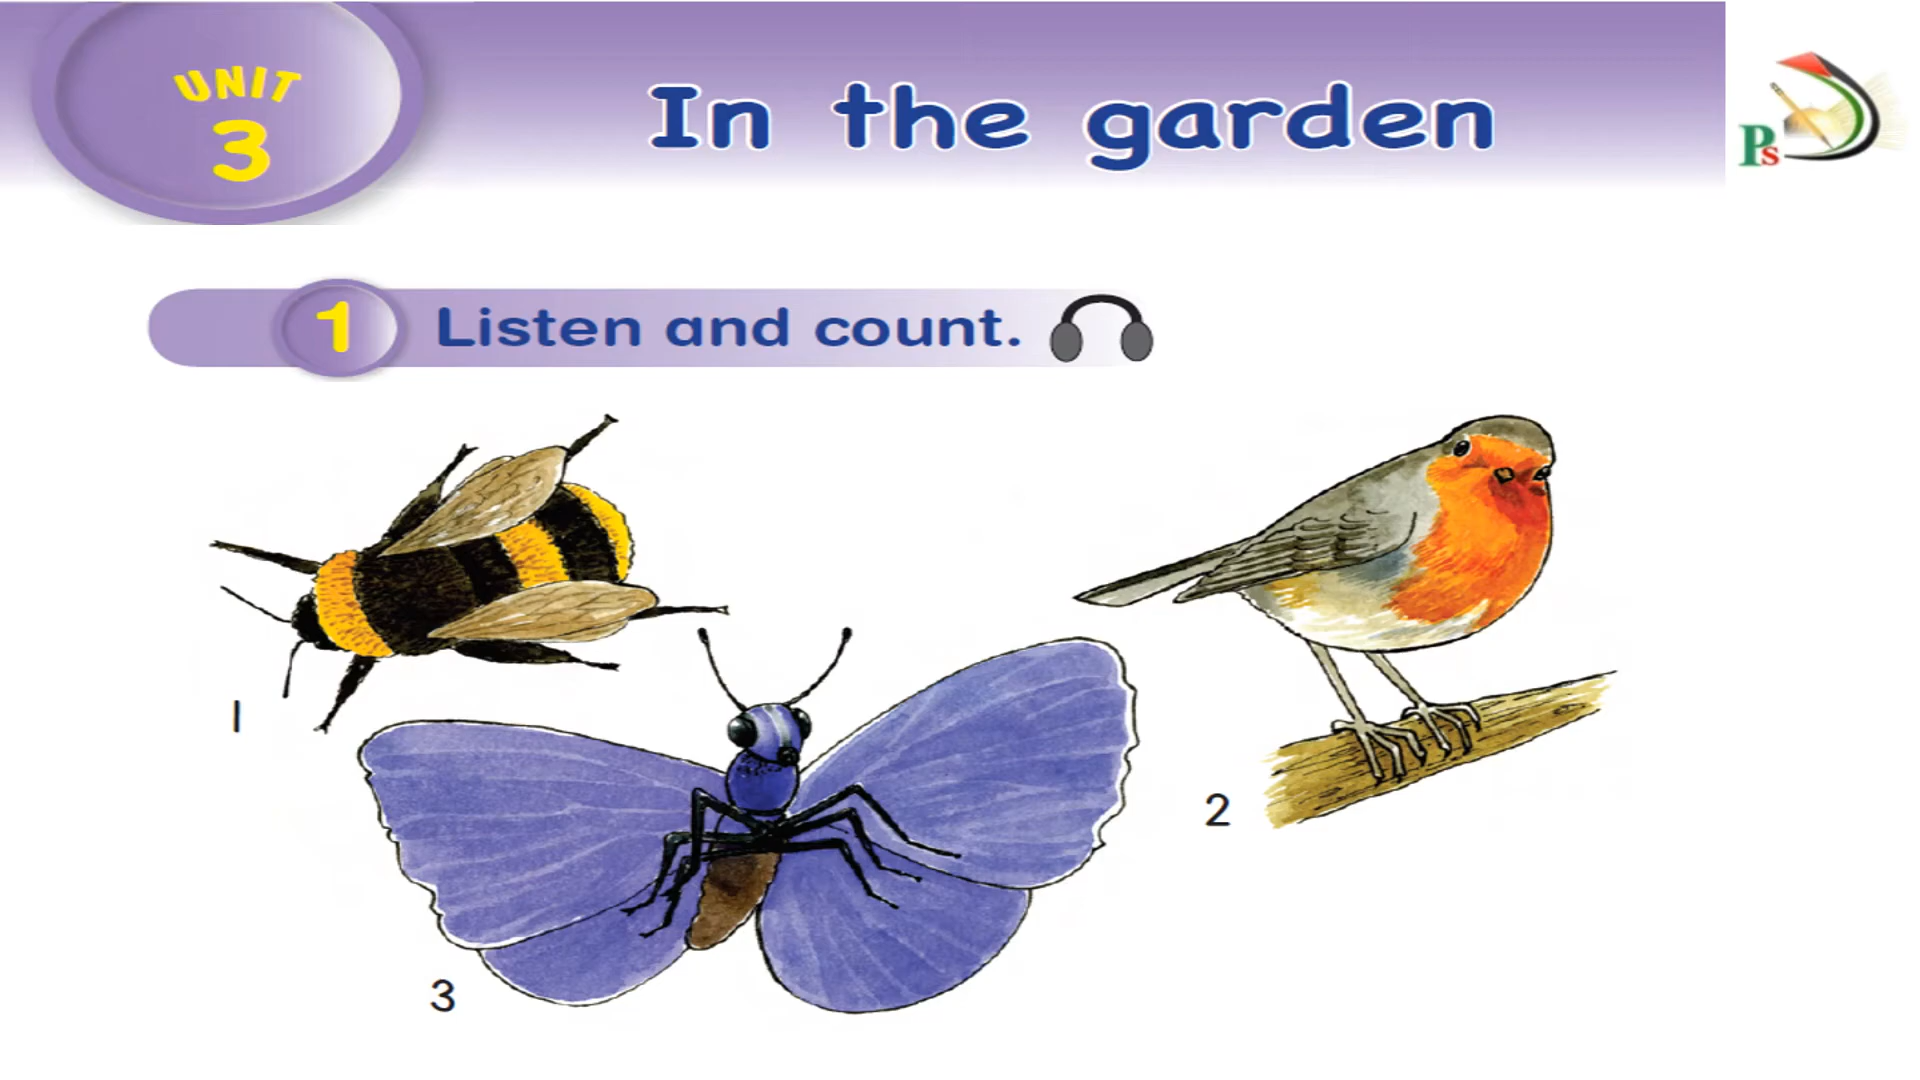 UNIT
3
In the garden
Ps
1 Listen and count.
1
2
3